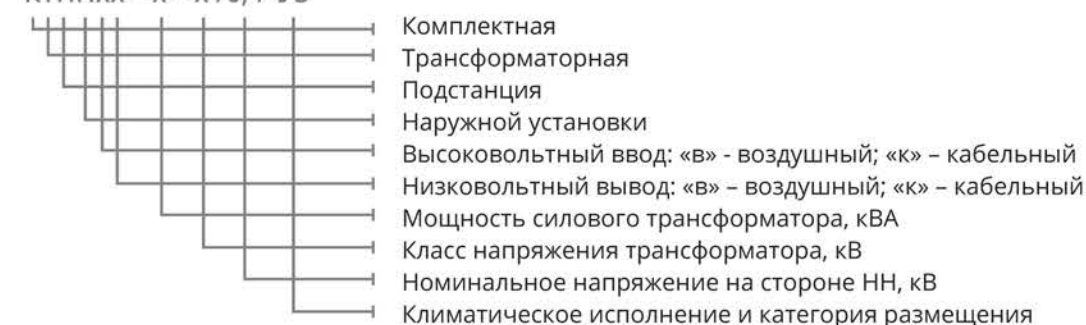 Комплектная
Трансформаторная
Подстанция
Наружной установки
Высоковольтный ввод: «в» - воздушный; «к» – кабельный
Низковольтный вывод: «в» – воздушный; «к» – кабельный
Мощность силового трансформатора, кВА
Класс напряжения трансформатора, кВ
Номинальное напряжение на стороне НН, кВ
Климатическое исполнение и категория размещения